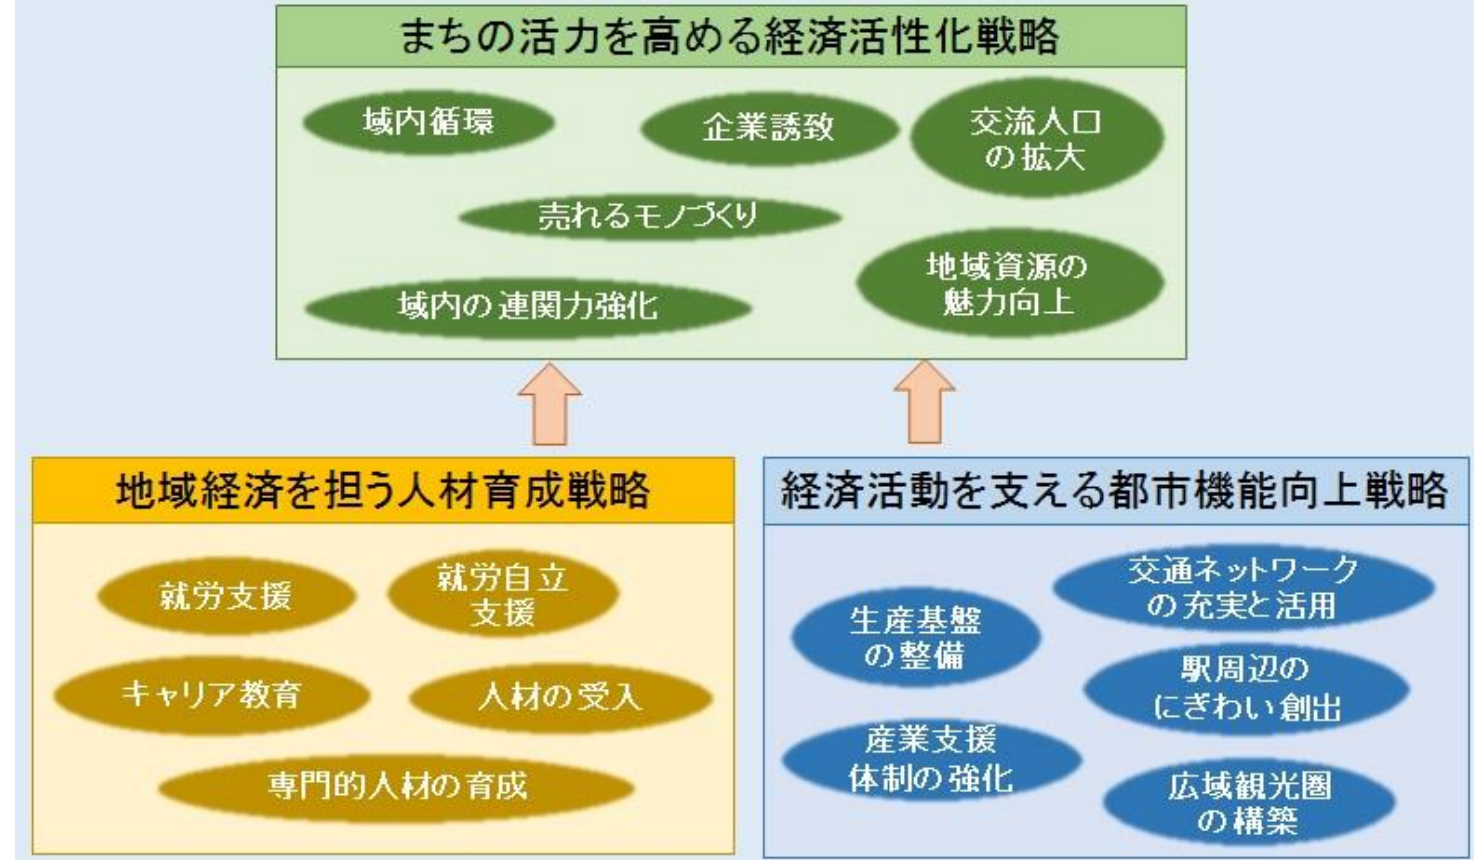 まちの活力を高める経済活性化戦略
域内循環
企業誘致
交流人口
の拡大
売れるモノづくり
地域資源の
魅力向上
域内の連関力強化
地域経済を担う人材育成戦略
就労支援
就労自立
支援
キャリア教育
人材の受入
専門的人材の育成
経済活動を支える都市機能向上戦略
交通ネットワーク
の充実と活用
生産基盤
の整備
駅周辺の
にぎわい創出
産業支援
体制の強化
広域観光圏
の構築